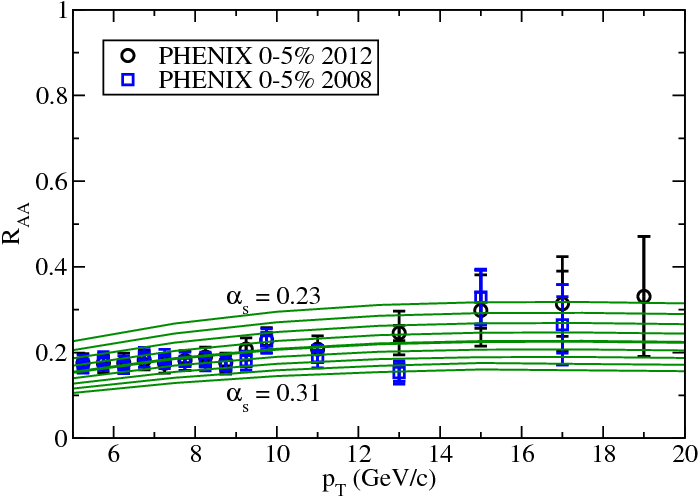 PHENIX 0-5% 2012
PHENIX 0-5% 2008
1
0.8
0.6
0.4
0.2
0
R_AA
α_s = 0.23
α_s = 0.31
6 8 10 12 14 16 18 20
p_T (GeV/c)